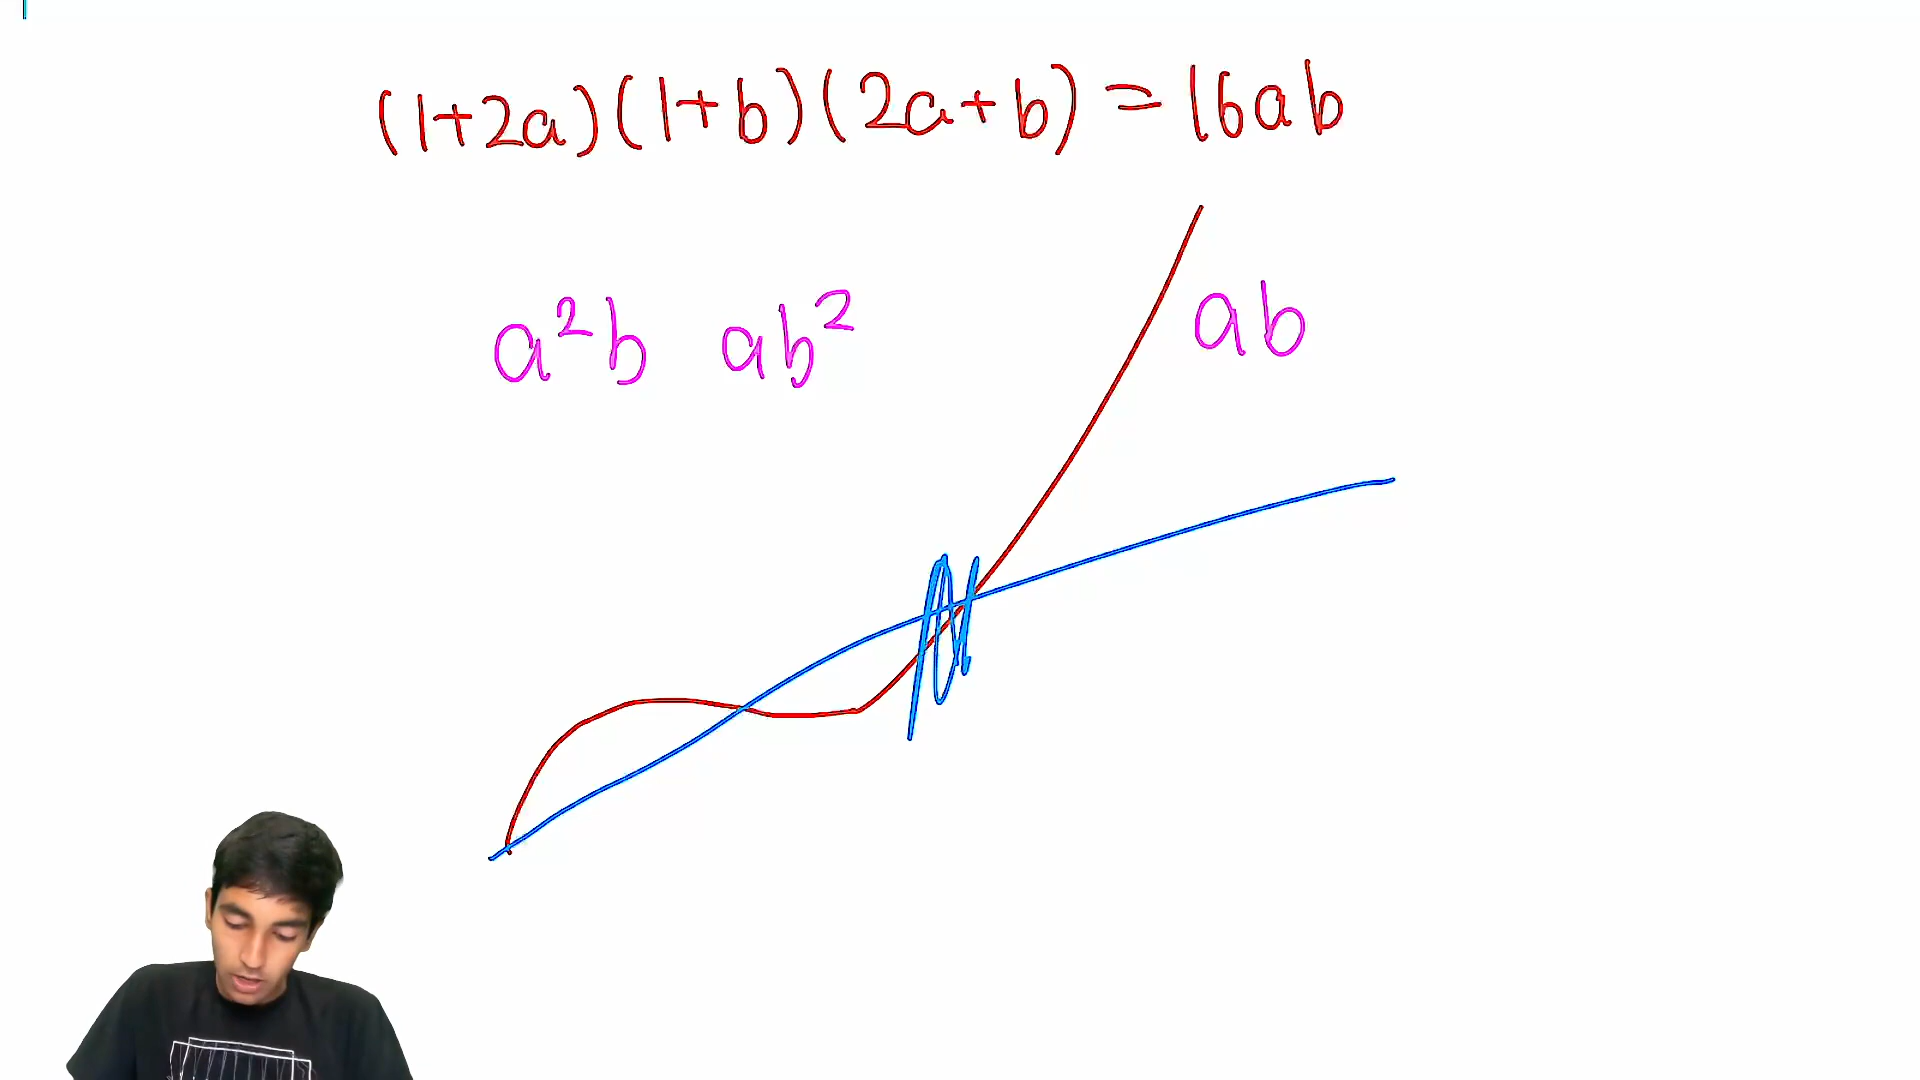 (1+2a)(1+b)(2a+b) = 16ab
a²b ab² ab